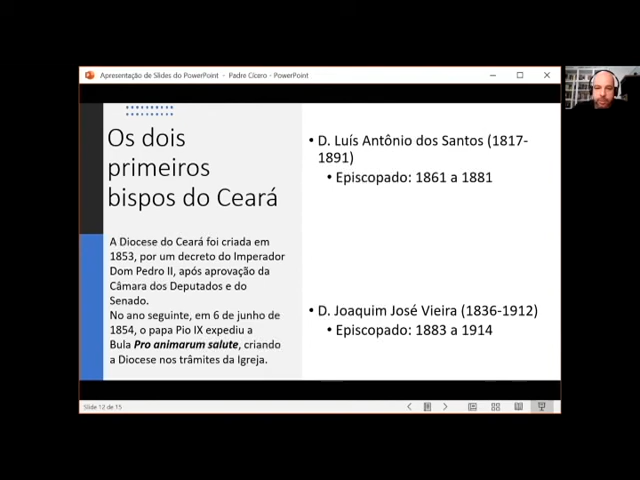 Apresentação de Slides do PowerPoint - Padre Cícero - PowerPoint
Os dois
primeiros
bispos do Ceará
A Diocese do Ceará foi criada em
1853, por um decreto do Imperador
Dom Pedro II, após aprovação da
Câmara dos Deputados e do
Senado.
No ano seguinte, em 6 de junho de
1854, o papa Pio IX expediu a
Bula Pro animarum salute, criando
a Diocese nos trâmites da Igreja.
• D. Luís Antônio dos Santos (1817-
1891)
• Episcopado: 1861 a 1881
• D. Joaquim José Vieira (1836-1912)
• Episcopado: 1883 a 1914
Slide 12 de 15